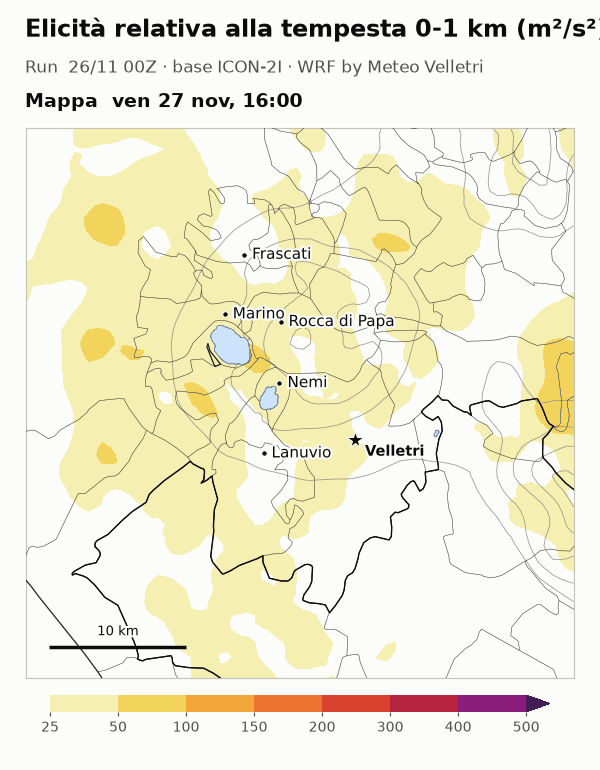 Elicità relativa alla tempesta 0-1 km (m²/s²)
Run 26/11 00Z · base ICON-2I · WRF by Meteo Velletri
Mappa ven 27 nov, 16:00
Frascati
Marino
Rocca di Papa
Nemi
Velletri
Lanuvio
10 km
25 50 100 150 200 300 400 500